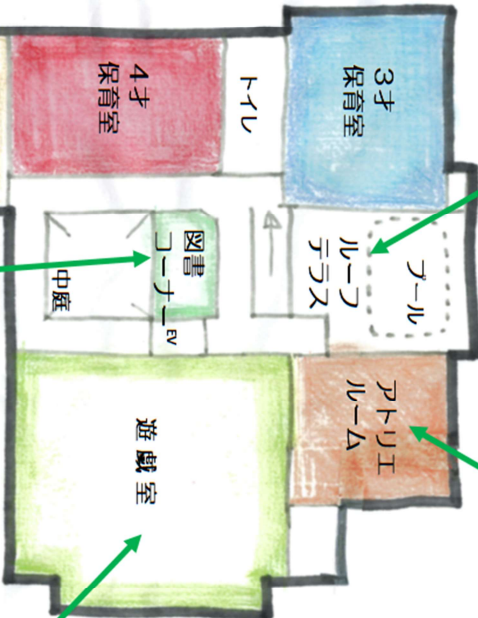 4才
保育室
トイレ
3才
保育室
プール
ルーフ
テラス
図書
コーナー
EV
中庭
アトリエ
ルーム
遊戯室